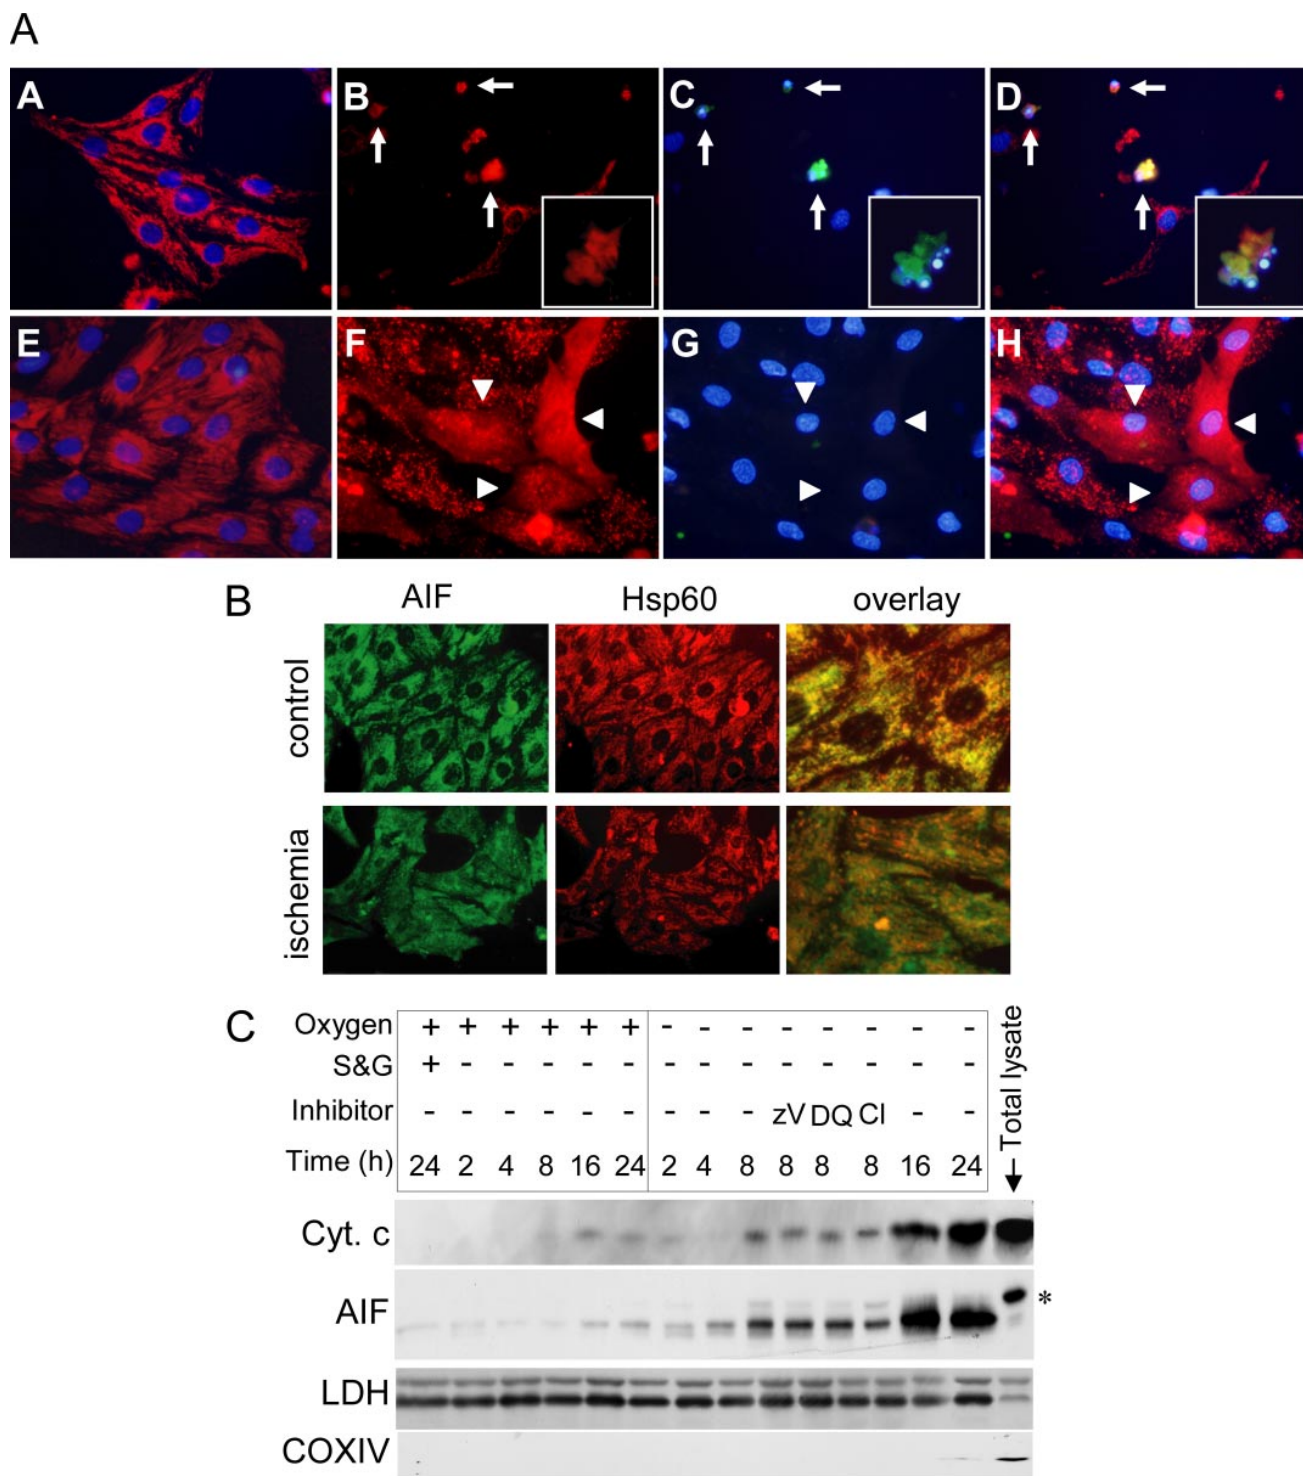 A
A B C D
E F G H
B AIF Hsp60 overlay
control
ischemia
C Oxygen + + + + + + - - - - - - - -
S&G + - - - - - - - - - - - - -
Inhibitor - - - - - - - - - zV DQ CI - -
Time (h) 24 2 4 8 16 24 2 4 8 8 8 8 16 24
Total lysate
Cyt. c
AIF *
LDH
COXIV